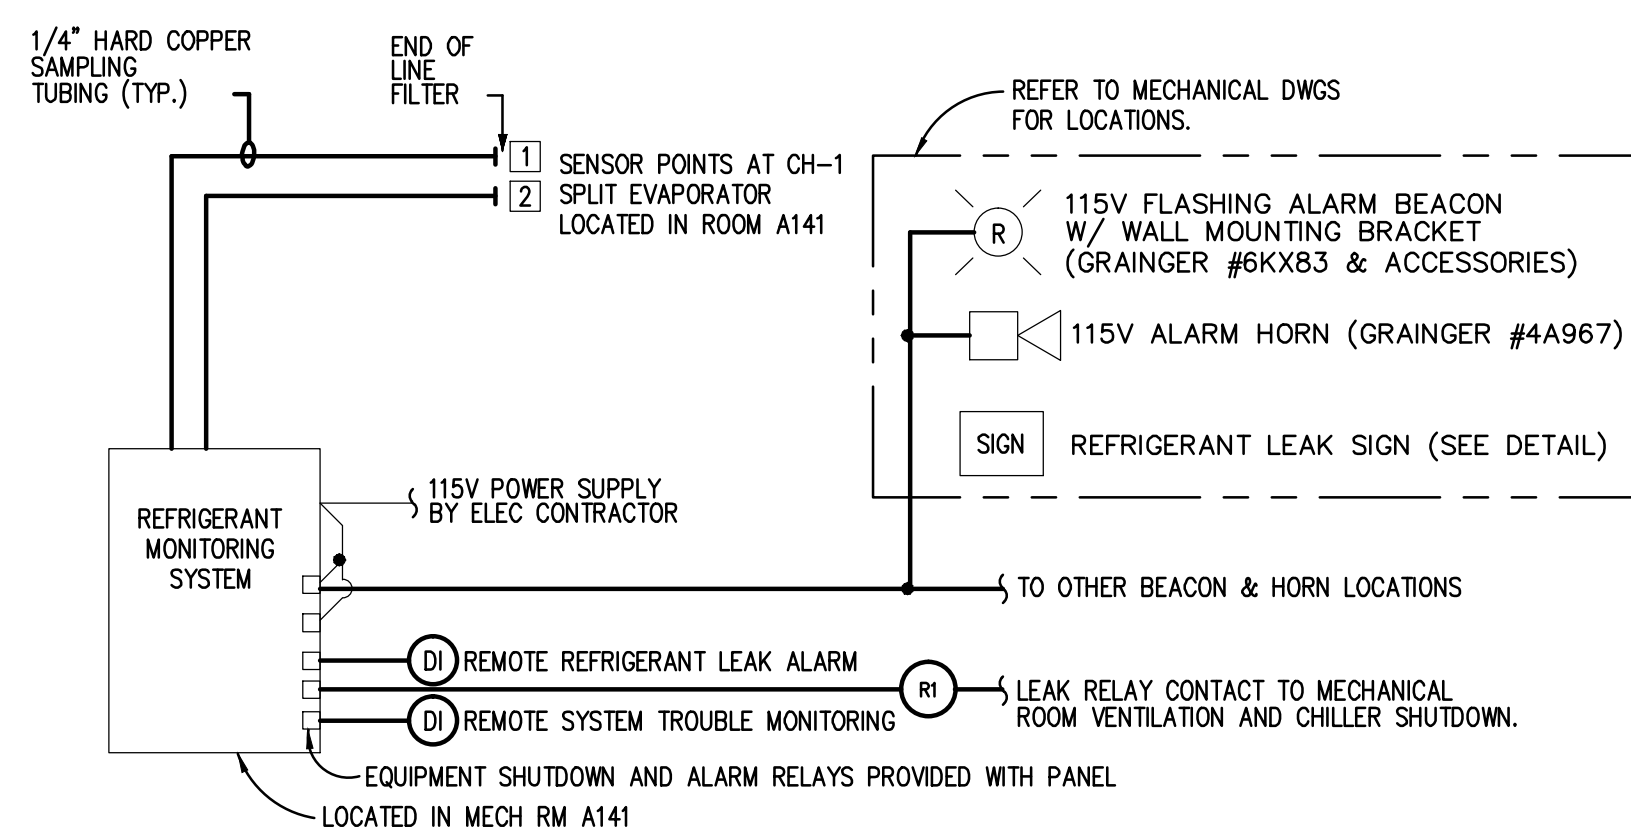 1/4" HARD COPPER
SAMPLING
TUBING (TYP.)
END OF
LINE
FILTER
1
2
SENSOR POINTS AT CH-1
SPLIT EVAPORATOR
LOCATED IN ROOM A141
REFER TO MECHANICAL DWGS
FOR LOCATIONS.
R
115V FLASHING ALARM BEACON
W/ WALL MOUNTING BRACKET
(GRAINGER #6KX83 & ACCESSORIES)
115V ALARM HORN (GRAINGER #4A967)
SIGN
REFRIGERANT LEAK SIGN (SEE DETAIL)
115V POWER SUPPLY
BY ELEC CONTRACTOR
REFRIGERANT
MONITORING
SYSTEM
TO OTHER BEACON & HORN LOCATIONS
DI
REMOTE REFRIGERANT LEAK ALARM
R1
LEAK RELAY CONTACT TO MECHANICAL
ROOM VENTILATION AND CHILLER SHUTDOWN.
DI
REMOTE SYSTEM TROUBLE MONITORING
EQUIPMENT SHUTDOWN AND ALARM RELAYS PROVIDED WITH PANEL
LOCATED IN MECH RM A141